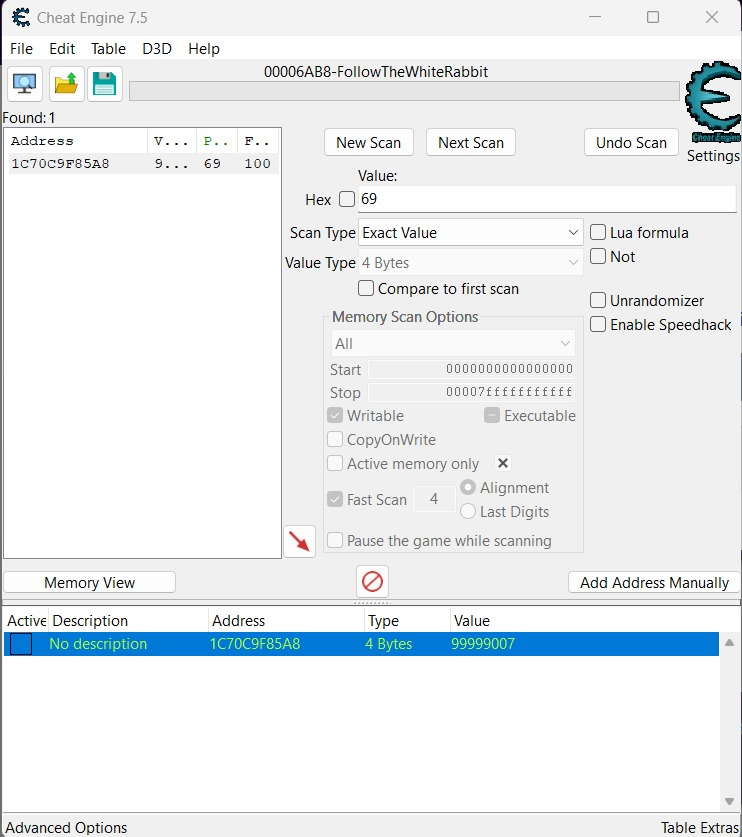 Cheat Engine 7.5
File Edit Table D3D Help
00006AB8-FollowTheWhiteRabbit
Cheat Engine
Settings
Found: 1
Address V... P.. F..
1C70C9F85A8 9... 69 100
New Scan Next Scan Undo Scan
Value:
Hex 69
Scan Type Exact Value Lua formula
Value Type 4 Bytes Not
Compare to first scan
Unrandomizer
Memory Scan Options Enable Speedhack
All
Start 0000000000000000
Stop 00007fffffffffff
Writable Executable
CopyOnWrite
Active memory only
Fast Scan 4 Alignment
Last Digits
Pause the game while scanning
Memory View Add Address Manually
Active Description Address Type Value
No description 1C70C9F85A8 4 Bytes 99999007
Advanced Options Table Extras